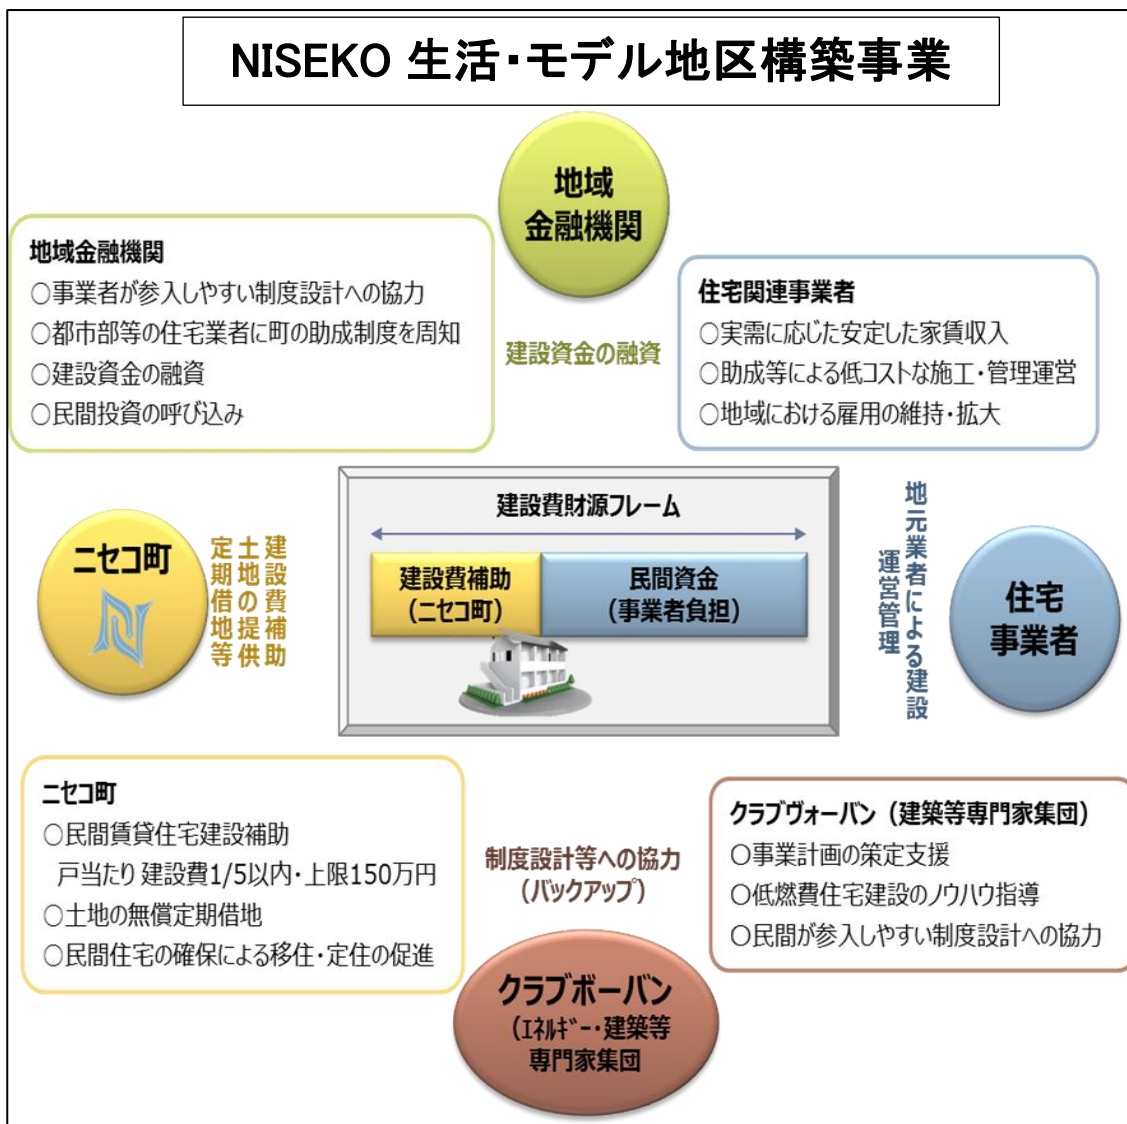 NISEKO 生活・モデル地区構築事業
地域
金融機関
地域金融機関
○事業者が参入しやすい制度設計への協力
○都市部等の住宅業者に町の助成制度を周知
○建設資金の融資
○民間投資の呼び込み
建設資金の融資
住宅関連事業者
○実需に応じた安定した家賃収入
○助成等による低コストな施工・管理運営
○地域における雇用の維持・拡大
ニセコ町
建設費補助
土地の提供
定期借地等
建設費財源フレーム
建設費補助
(ニセコ町)
民間資金
(事業者負担)
地元業者による建設
運営管理
住宅
事業者
ニセコ町
○民間賃貸住宅建設補助
戸当たり 建設費1/5以内・上限150万円
○土地の無償定期借地
○民間住宅の確保による移住・定住の促進
制度設計等への協力
(バックアップ)
クラブヴォーバン(建築等専門家集団)
○事業計画の策定支援
○低燃費住宅建設のノウハウ指導
○民間が参入しやすい制度設計への協力
クラブボーバン
(ｴﾈﾙｷﾞｰ・建築等
専門家集団